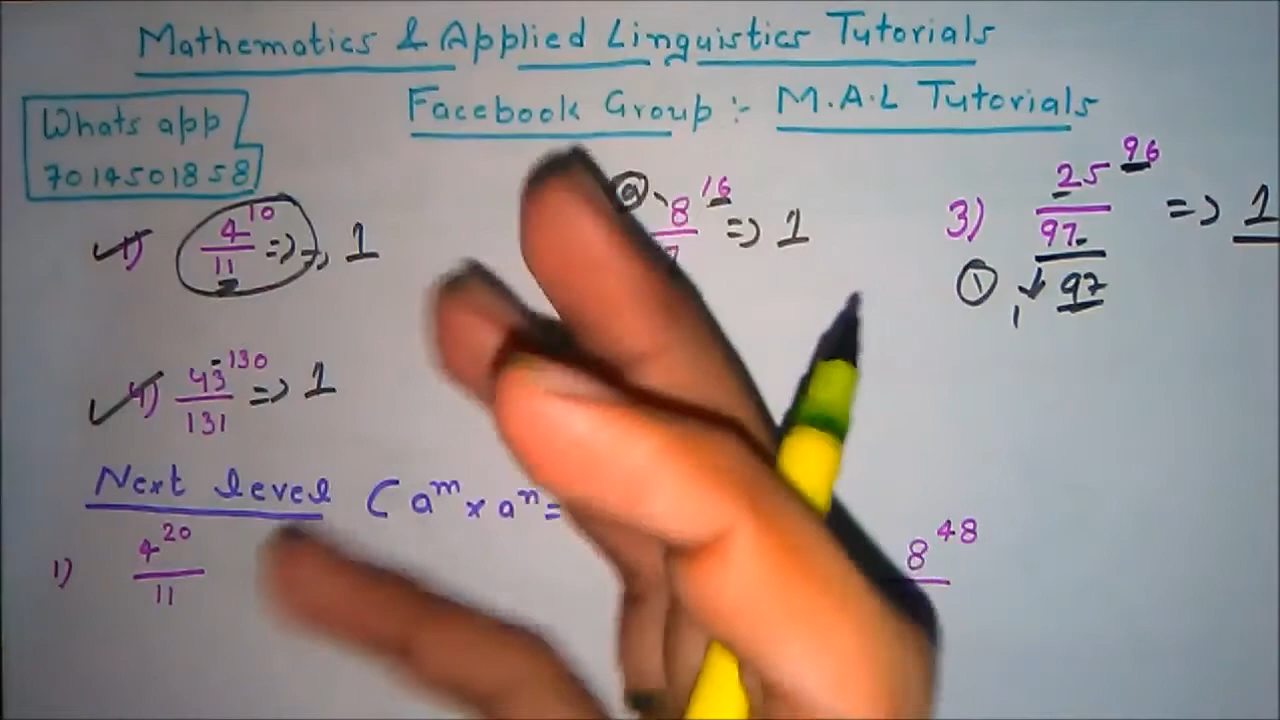 Mathematics & Applied Linguistics Tutorials
Facebook Group :- M.A.L Tutorials
Whats app
7014501858
1) 4^10 / 11 => => 1
8^16 => 1
3) 25^96 / 97 => 1
1 ↓ 97
1
4) 43^130 / 131 => 1
Next level ( a^m × a^n =
1) 4^20 / 11
8^48